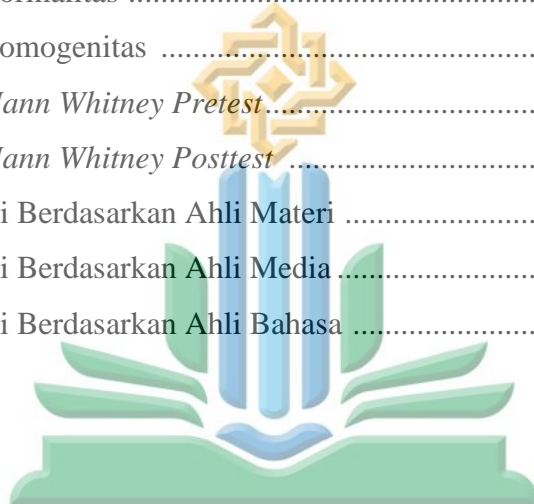 ormalitas ....................................................
omogenitas ................................................
Mann Whitney Pretest....................................
Mann Whitney Posttest ..................................
i Berdasarkan Ahli Materi ............................
i Berdasarkan Ahli Media .............................
i Berdasarkan Ahli Bahasa ...........................